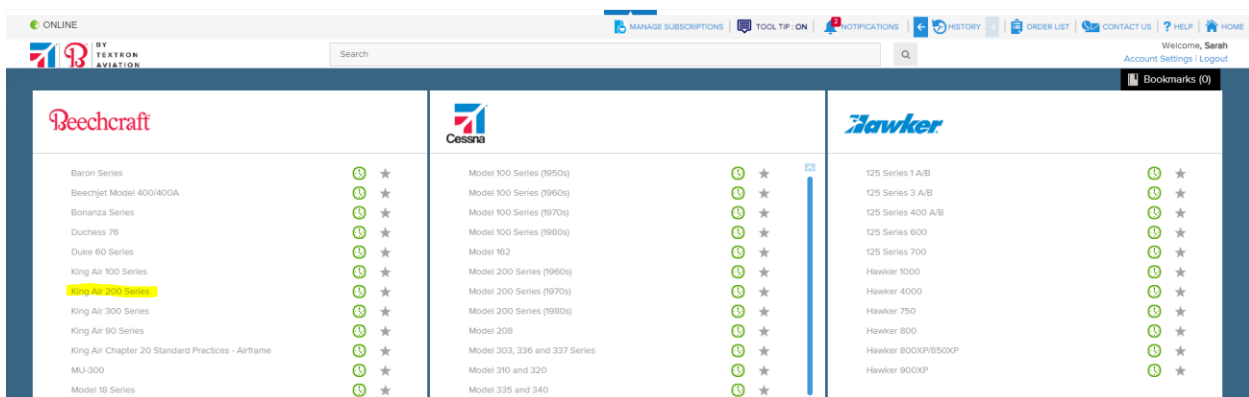 ONLINE
MANAGE SUBSCRIPTIONS | TOOL TIP : ON | 2 NOTIFICATIONS | HISTORY | ORDER LIST | CONTACT US | ? HELP | HOME
BY
TEXTRON
AVIATION
Search
Welcome, Sarah
Account Settings | Logout
Bookmarks (0)
Beechcraft
Baron Series
Beechjet Model 400/400A
Bonanza Series
Duchess 76
Duke 60 Series
King Air 100 Series
King Air 200 Series
King Air 300 Series
King Air 90 Series
King Air Chapter 20 Standard Practices - Airframe
MU-300
Model 18 Series
Cessna
Model 100 Series (1950s)
Model 100 Series (1960s)
Model 100 Series (1970s)
Model 100 Series (1980s)
Model 162
Model 200 Series (1960s)
Model 200 Series (1970s)
Model 200 Series (1980s)
Model 208
Model 303, 336 and 337 Series
Model 310 and 320
Model 335 and 340
Hawker
125 Series 1 A/B
125 Series 3 A/B
125 Series 400 A/B
125 Series 600
125 Series 700
Hawker 1000
Hawker 4000
Hawker 750
Hawker 800
Hawker 800XP/850XP
Hawker 900XP